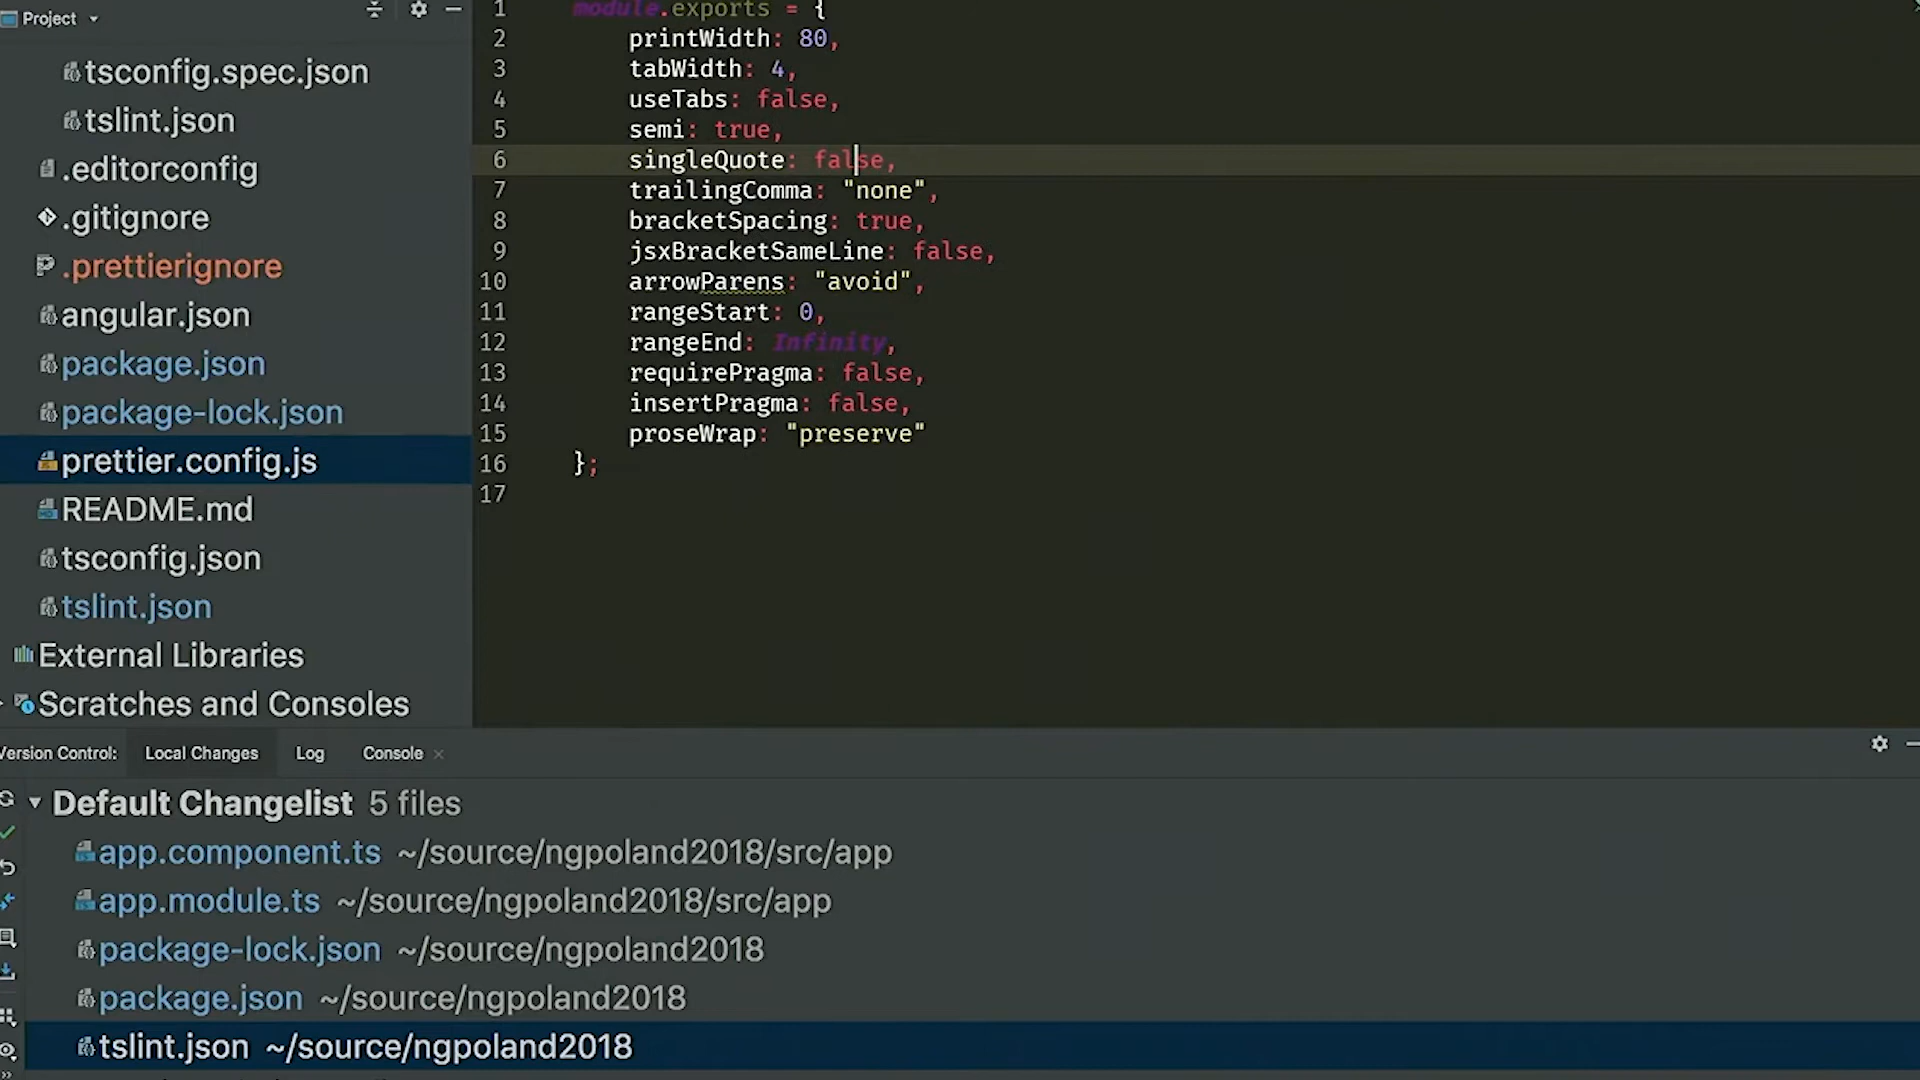 Project
tsconfig.spec.json
tslint.json
.editorconfig
.gitignore
.prettierignore
angular.json
package.json
package-lock.json
prettier.config.js
README.md
tsconfig.json
tslint.json
External Libraries
Scratches and Consoles
1 module.exports = {
2 printWidth: 80,
3 tabWidth: 4,
4 useTabs: false,
5 semi: true,
6 singleQuote: false,
7 trailingComma: "none",
8 bracketSpacing: true,
9 jsxBracketSameLine: false,
10 arrowParens: "avoid",
11 rangeStart: 0,
12 rangeEnd: Infinity,
13 requirePragma: false,
14 insertPragma: false,
15 proseWrap: "preserve"
16 };
17
Version Control: Local Changes Log Console
Default Changelist 5 files
app.component.ts ~/source/ngpoland2018/src/app
app.module.ts ~/source/ngpoland2018/src/app
package-lock.json ~/source/ngpoland2018
package.json ~/source/ngpoland2018
tslint.json ~/source/ngpoland2018